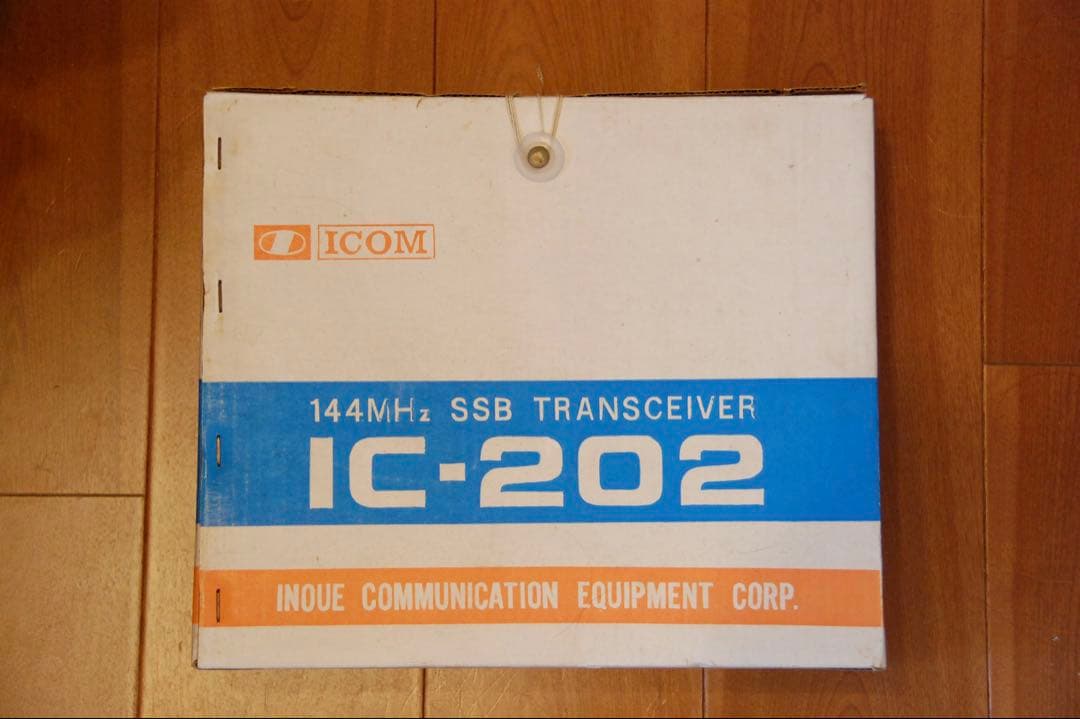 ICOM
144MHz SSB TRANSCEIVER
IC-202
INOUE COMMUNICATION EQUIPMENT CORP.